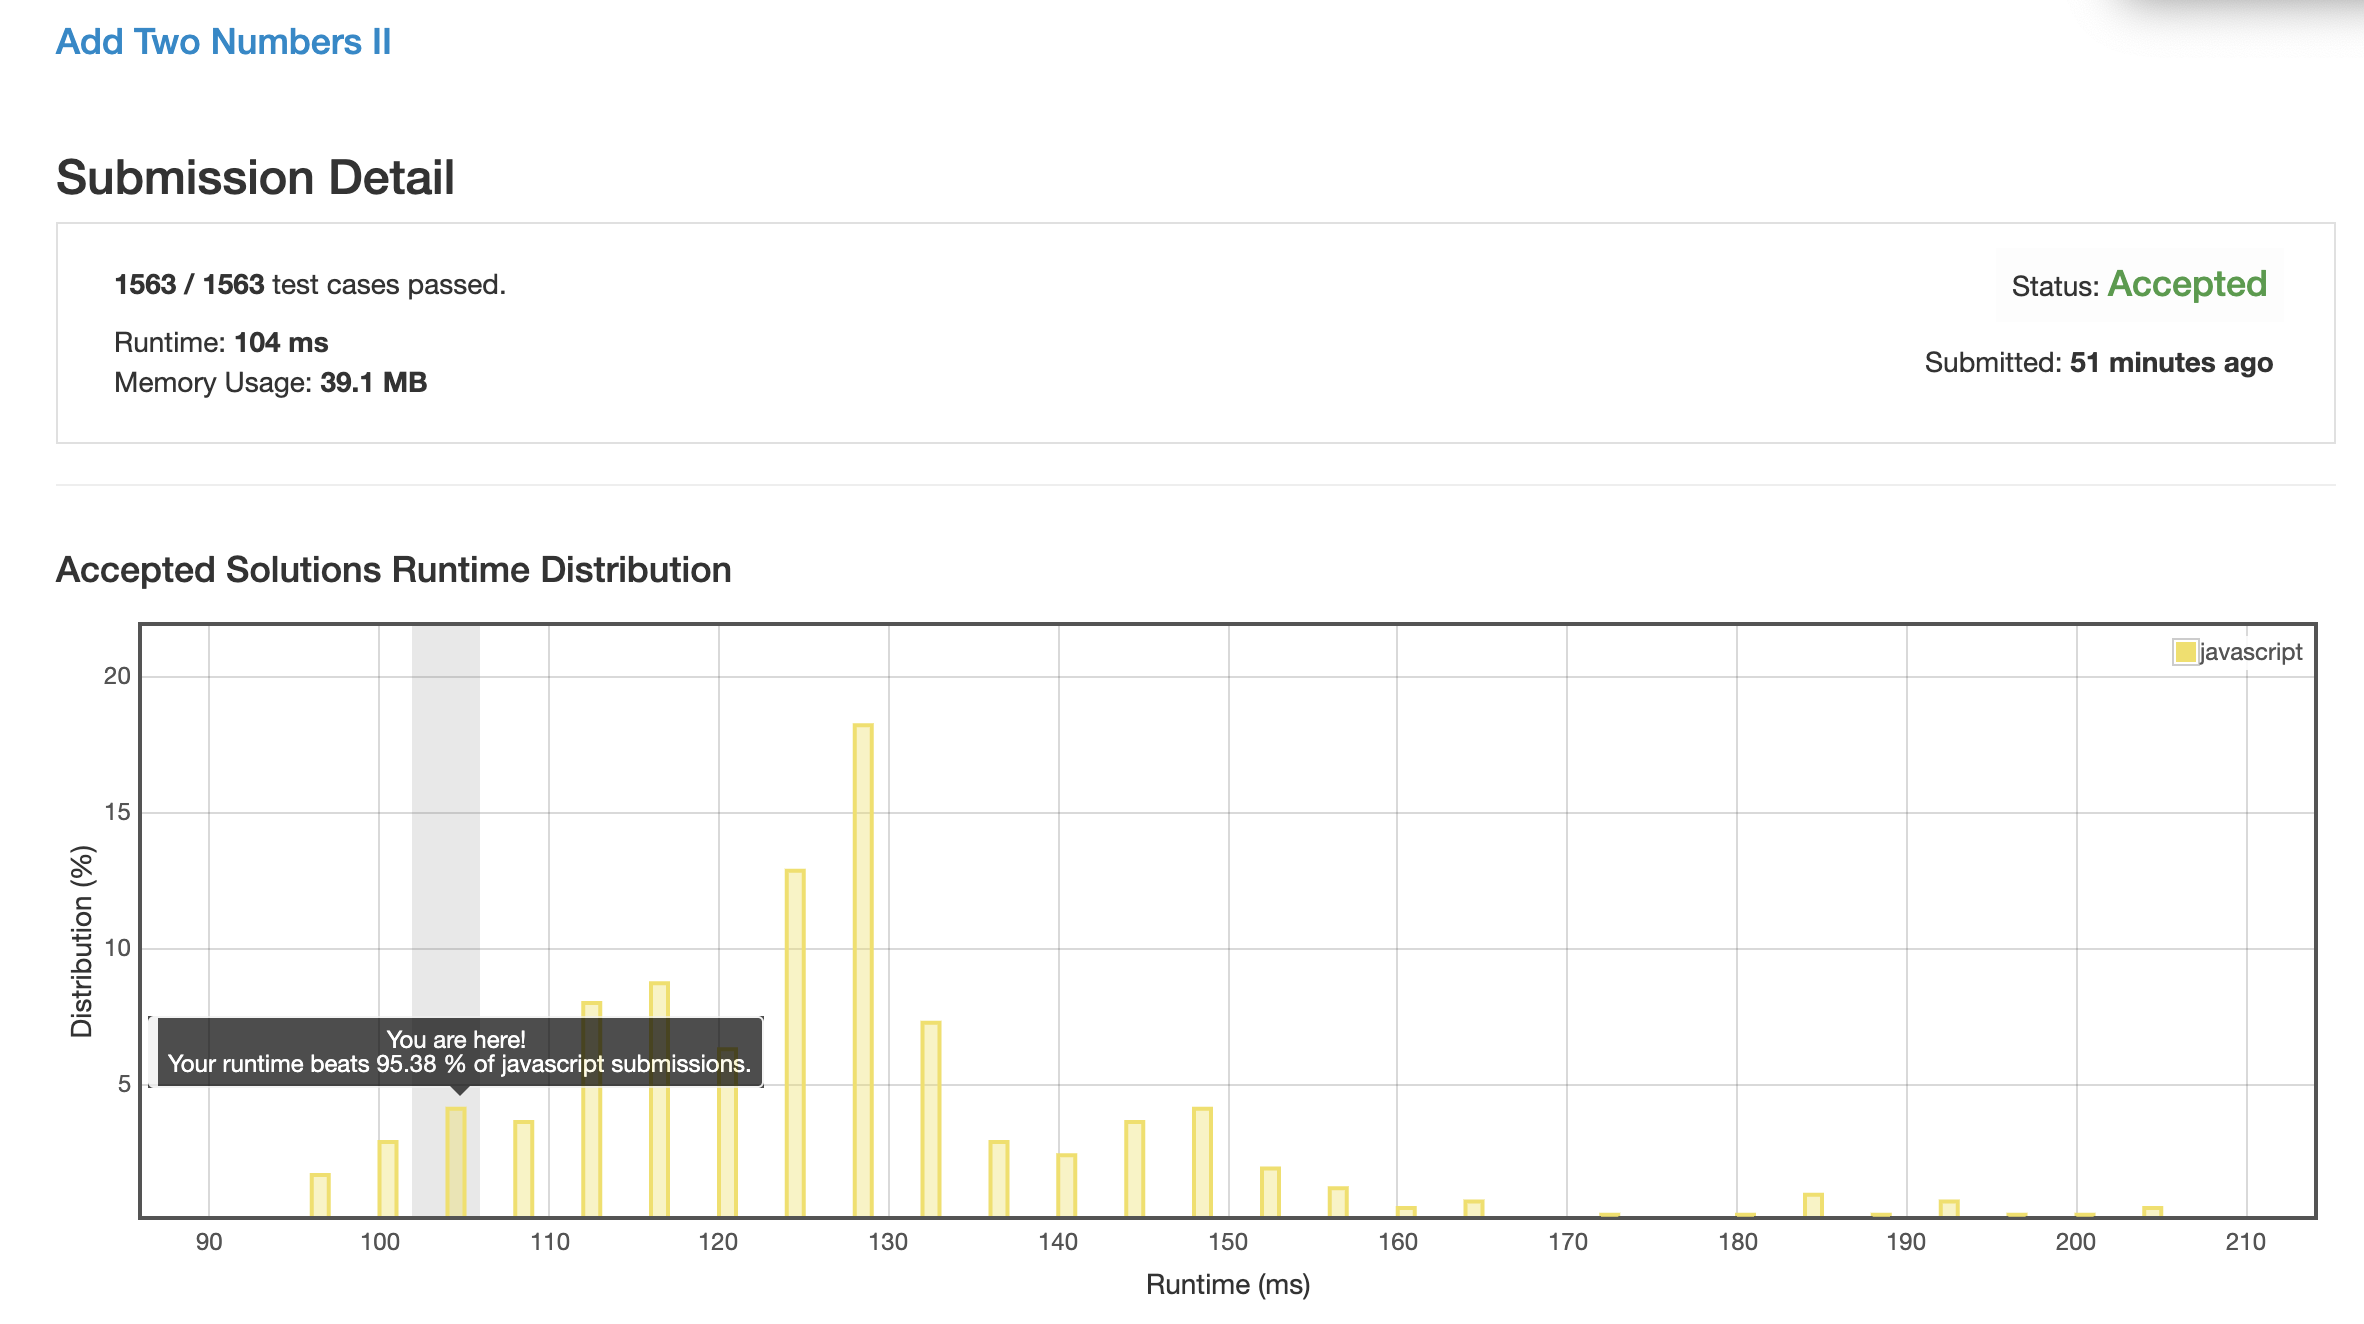 Add Two Numbers II
Submission Detail
1563 / 1563 test cases passed.
Status: Accepted
Runtime: 104 ms
Submitted: 51 minutes ago
Memory Usage: 39.1 MB
Accepted Solutions Runtime Distribution
javascript
20
15
10
5
Distribution (%)
You are here!
Your runtime beats 95.38 % of javascript submissions.
90 100 110 120 130 140 150 160 170 180 190 200 210
Runtime (ms)